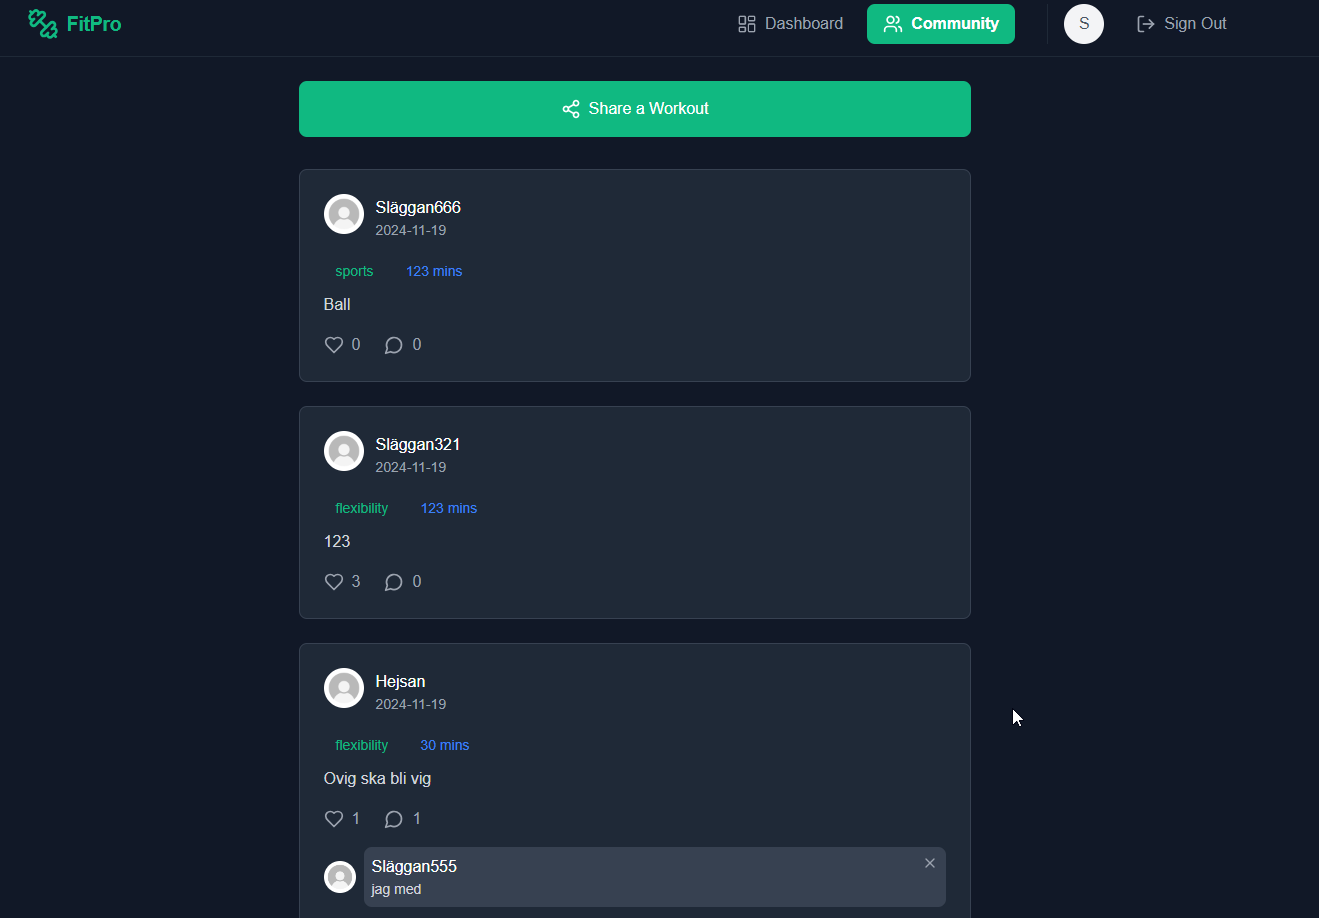 FitPro
Dashboard
Community
S
Sign Out
Share a Workout
Släggan666
2024-11-19
sports 123 mins
Ball
0 0
Släggan321
2024-11-19
flexibility 123 mins
123
3 0
Hejsan
2024-11-19
flexibility 30 mins
Ovig ska bli vig
1 1
Släggan555
jag med